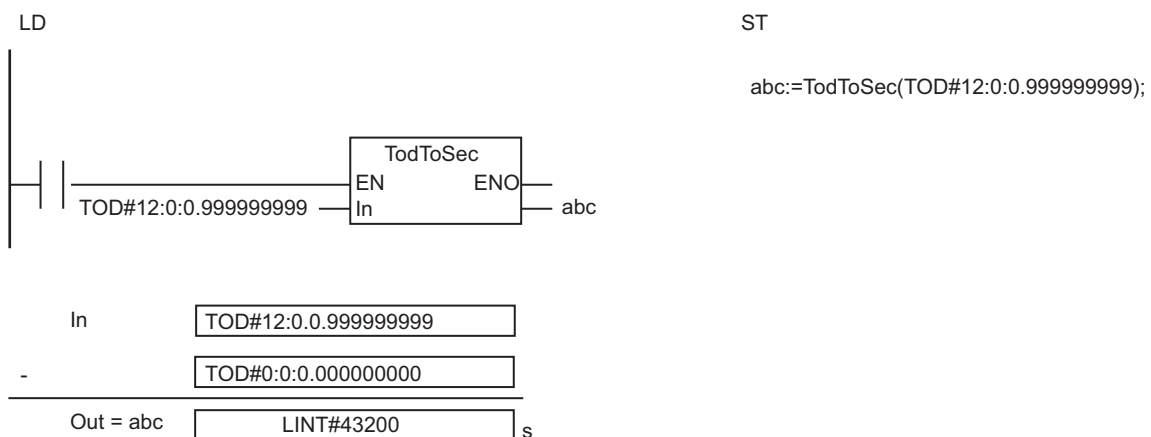 LD
ST
abc:=TodToSec(TOD#12:0:0.999999999);
TodToSec
EN ENO
TOD#12:0:0.999999999 In abc
In TOD#12:0.0.999999999
- TOD#0:0:0.000000000
Out = abc LINT#43200 s